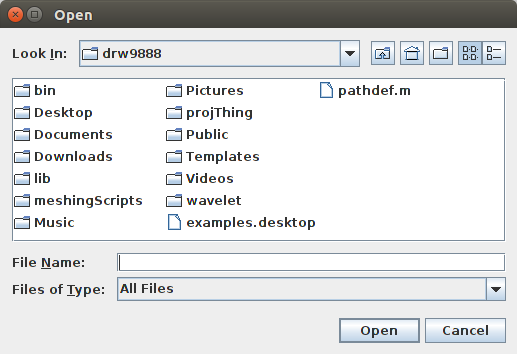 Open
Look In: drw9888
bin
Desktop
Documents
Downloads
lib
meshingScripts
Music
Pictures
projThing
Public
Templates
Videos
wavelet
examples.desktop
pathdef.m
File Name:
Files of Type: All Files
Open Cancel